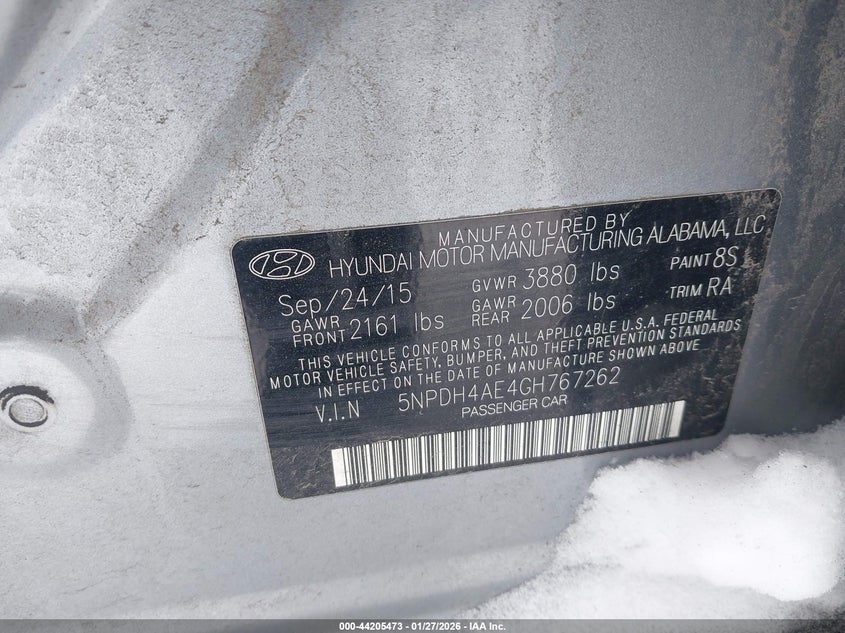 MANUFACTURED BY
HYUNDAI MOTOR MANUFACTURING ALABAMA, LLC
Sep/24/15 GVWR 3880 lbs PAINT 8S
GAWR FRONT 2161 lbs GAWR REAR 2006 lbs TRIM RA
THIS VEHICLE CONFORMS TO ALL APPLICABLE U.S.A. FEDERAL
MOTOR VEHICLE SAFETY, BUMPER, AND THEFT PREVENTION STANDARDS
IN EFFECT ON THE DATE OF MANUFACTURE SHOWN ABOVE
V.I.N 5NPDH4AE4GH767262
PASSENGER CAR
000-44205473 - 01/27/2026 - IAA Inc.